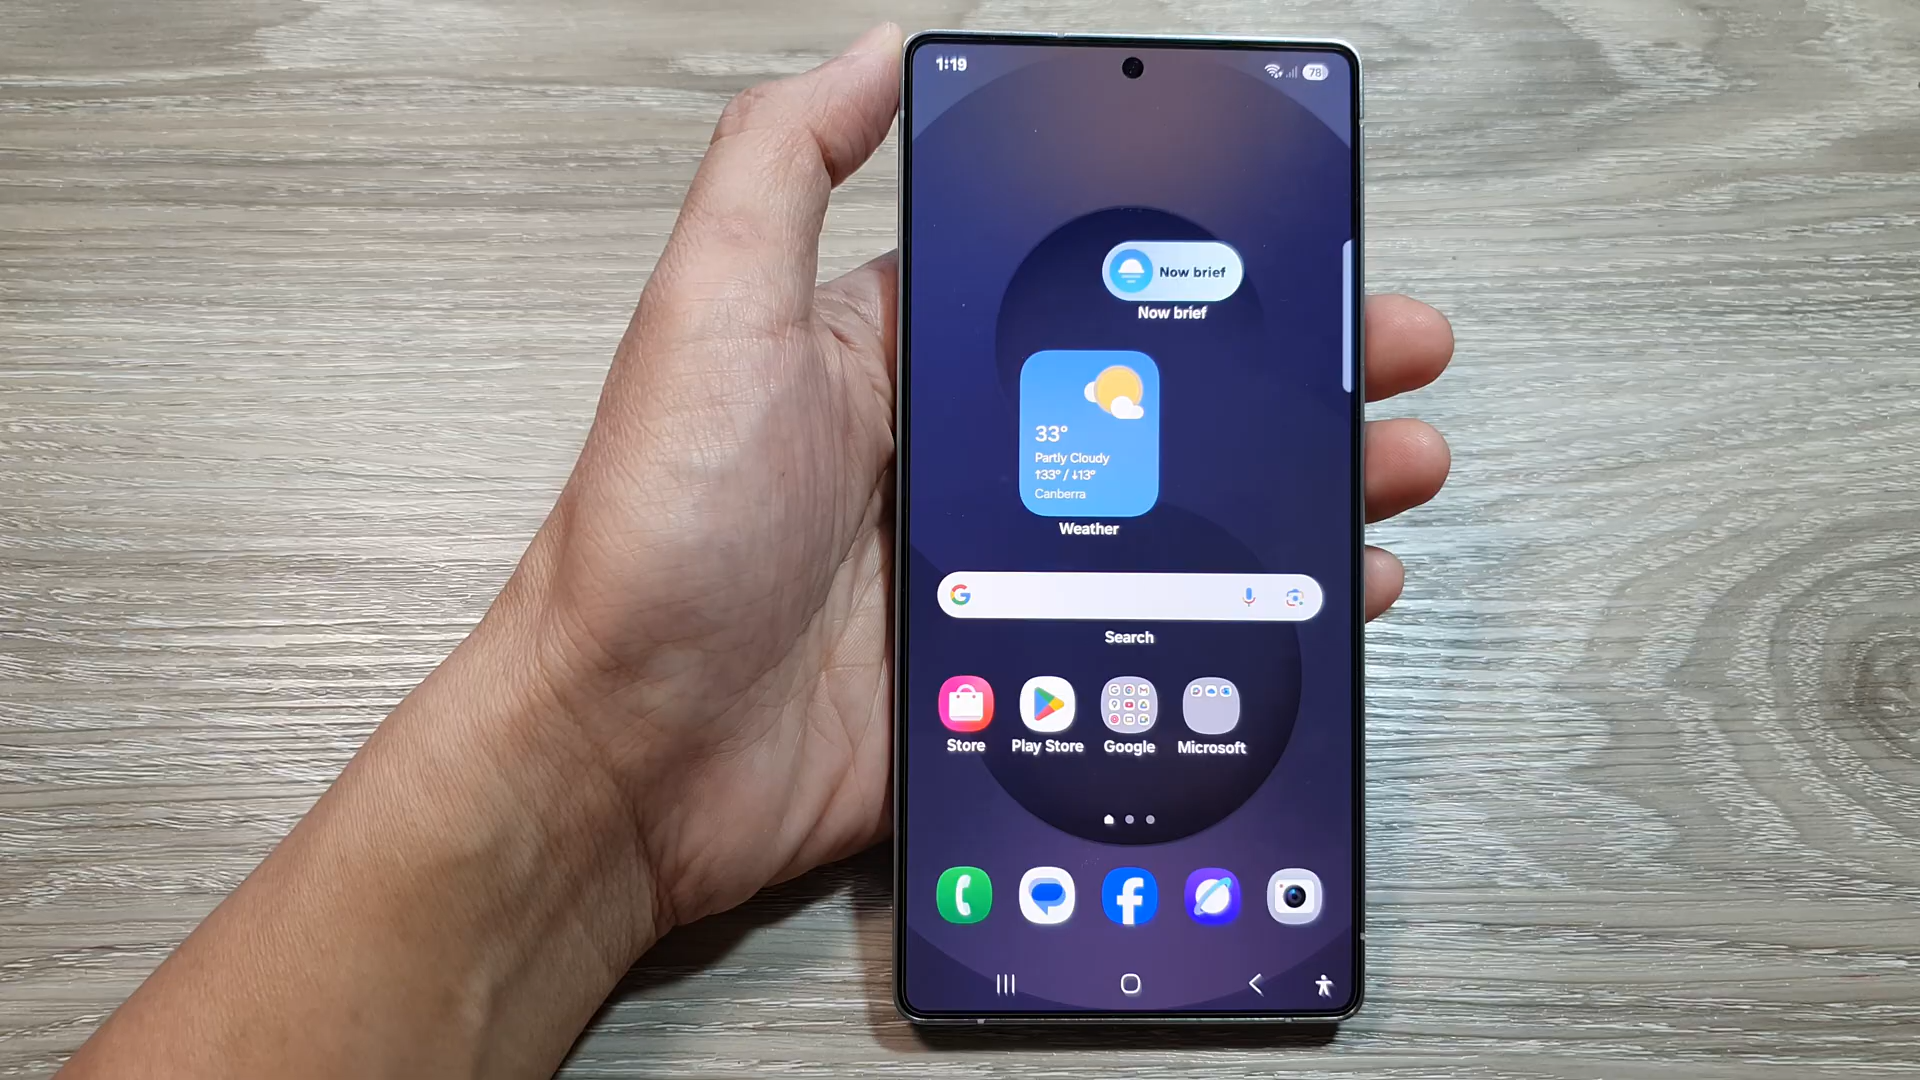 1:19
78
Now brief
Now brief
33°
Partly Cloudy
↑33° / ↓13°
Canberra
Weather
Search
Store
Play Store
Google
Microsoft